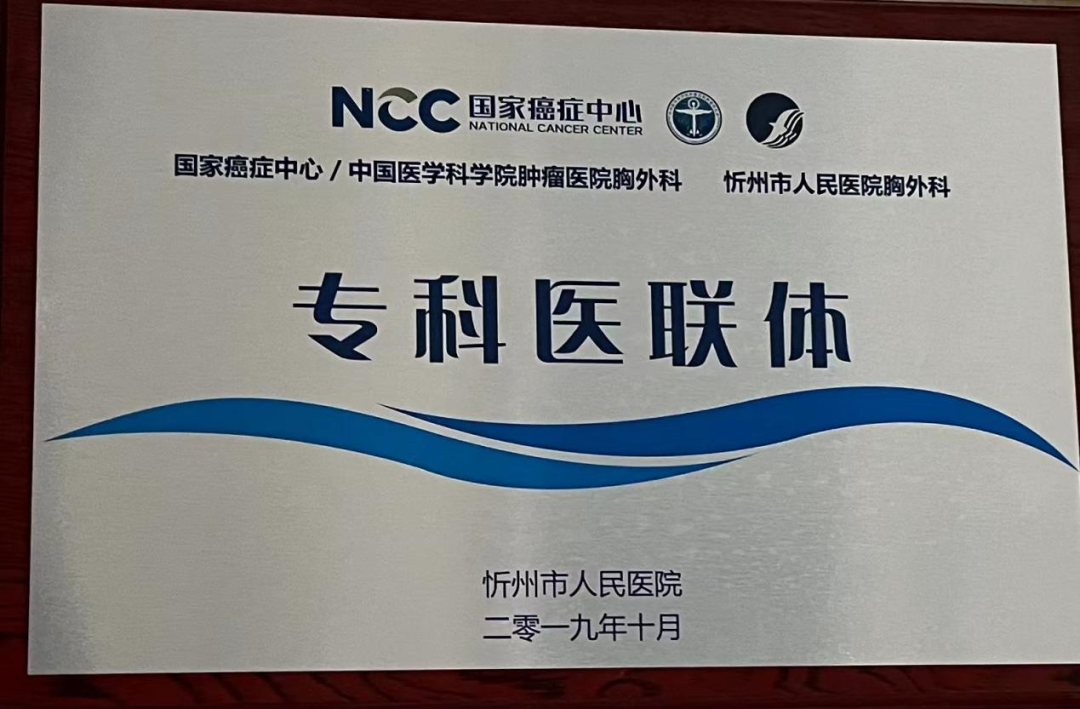 NCC 国家癌症中心
NATIONAL CANCER CENTER
国家癌症中心 / 中国医学科学院肿瘤医院胸外科 忻州市人民医院胸外科
专科医联体
忻州市人民医院
二零一九年十月